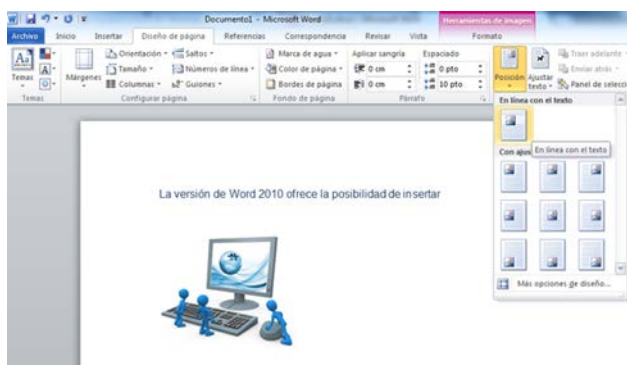 Documento1 - Microsoft Word
Herramientas de imagen
Archivo Inicio Insertar Diseño de página Referencias Correspondencia Revisar Vista Formato
Orientación Saltos Marca de agua Aplicar sangría Espaciado Traer adelante
Tamaño Números de línea Color de página 0 cm 0 pto Enviar atrás
Temas Márgenes Columnas Guiones Bordes de página 0 cm 10 pto Posición Ajustar texto Panel de selecci
Temas Configurar página Fondo de página Párrafo
En línea con el texto
En línea con el texto
Con ajus
La versión de Word 2010 ofrece la posibilidad de insertar
Más opciones de diseño...